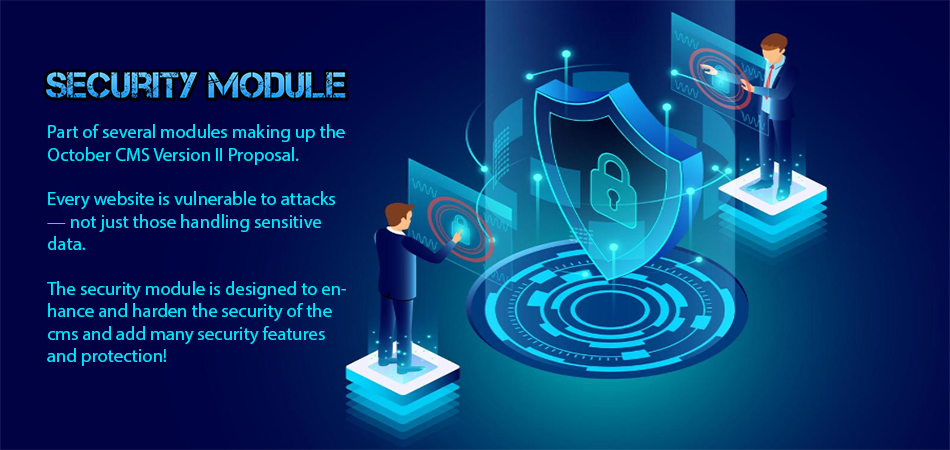 SECURITY MODULE
Part of several modules making up the
October CMS Version II Proposal.
Every website is vulnerable to attacks
— not just those handling sensitive
data.
The security module is designed to en-
hance and harden the security of the
cms and add many security features
and protection!